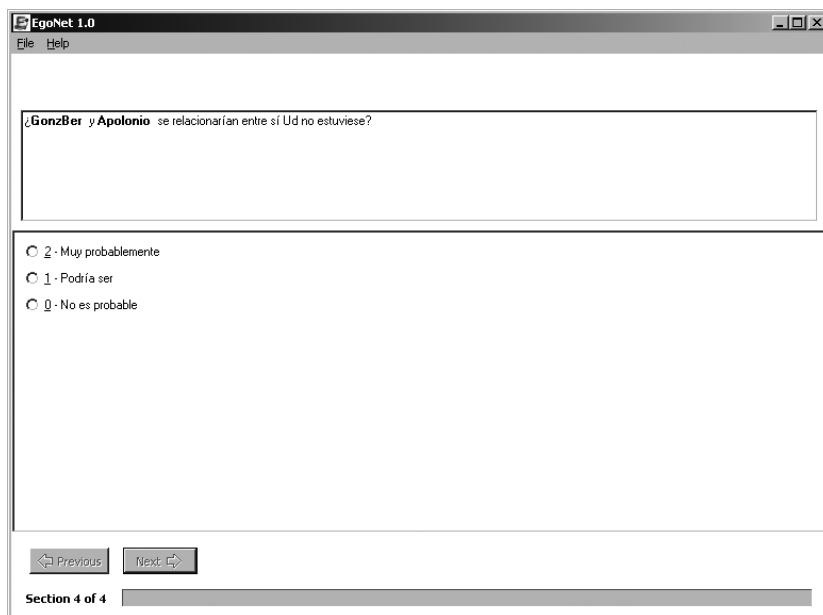 EgoNet 1.0
File Help
¿GonzBer y Apolonio se relacionarían entre sí Ud no estuviese?
2 - Muy probablemente
1 - Podría ser
0 - No es probable
Previous Next
Section 4 of 4